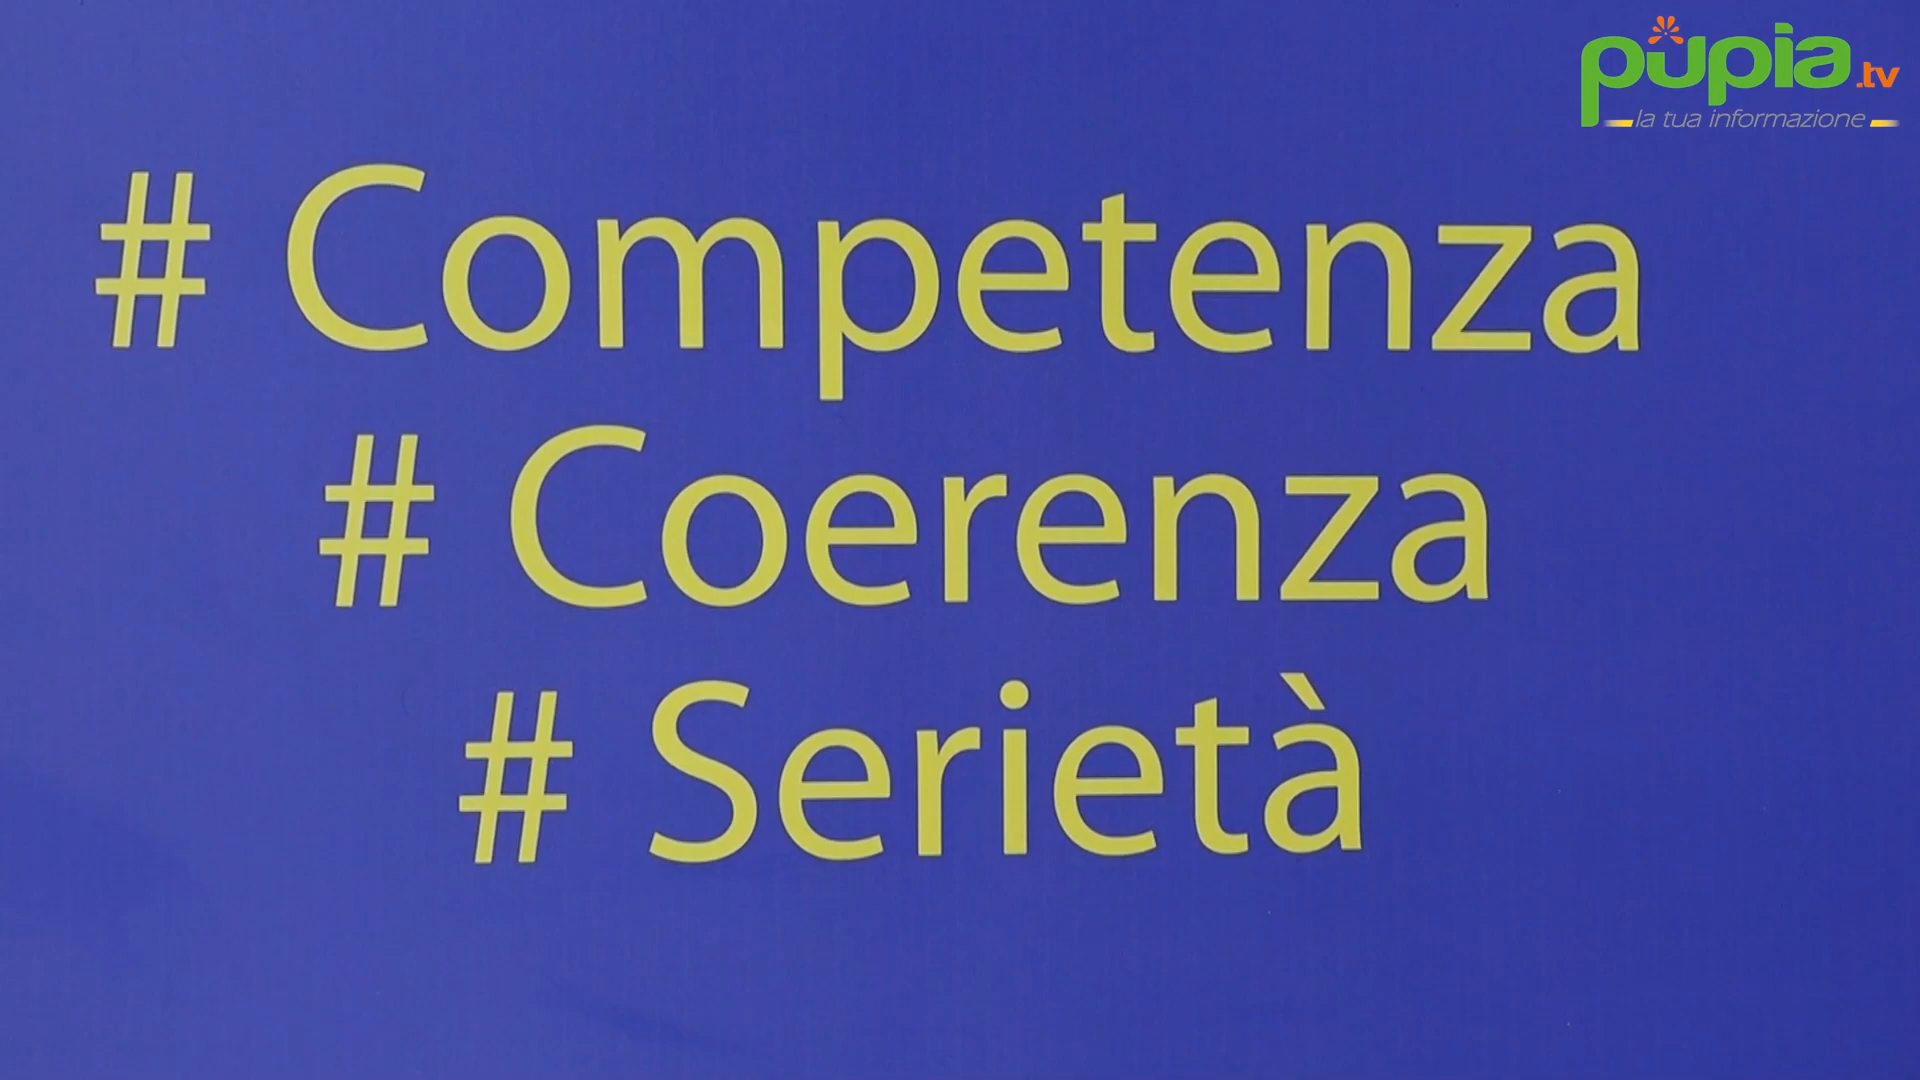 pupia.tv
la tua informazione
# Competenza
# Coerenza
# Serietà